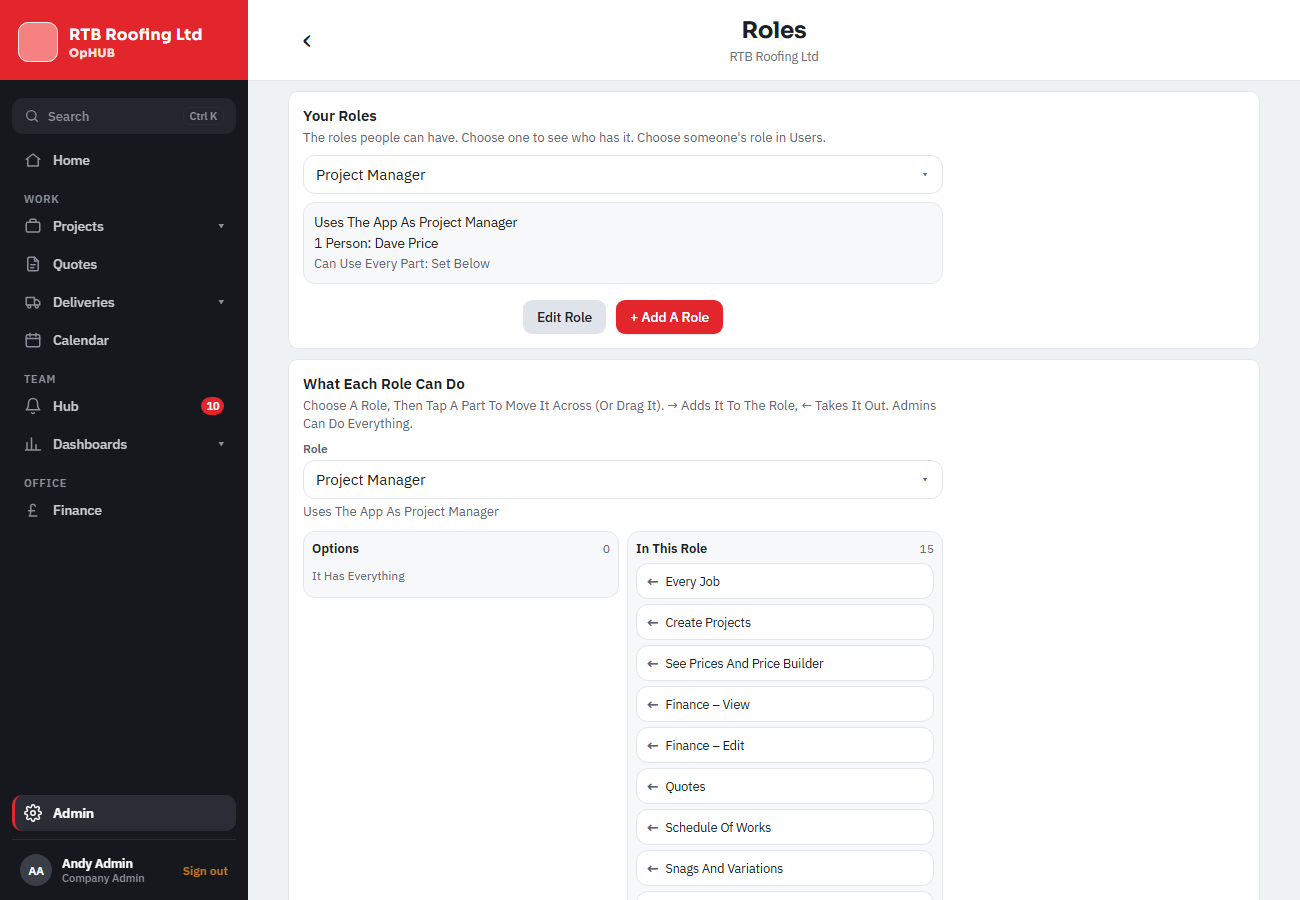 RTB Roofing Ltd
OpHUB
Search
Ctrl K
Home
WORK
Projects
Quotes
Deliveries
Calendar
TEAM
Hub
10
Dashboards
OFFICE
Finance
Admin
AA
Andy Admin
Company Admin
Sign out
Roles
RTB Roofing Ltd
Your Roles
The roles people can have. Choose one to see who has it. Choose someone's role in Users.
Project Manager
Uses The App As Project Manager
1 Person: Dave Price
Can Use Every Part: Set Below
Edit Role
+ Add A Role
What Each Role Can Do
Choose A Role, Then Tap A Part To Move It Across (Or Drag It). → Adds It To The Role, ← Takes It Out. Admins
Can Do Everything.
Role
Project Manager
Uses The App As Project Manager
Options
0
It Has Everything
In This Role
15
← Every Job
← Create Projects
← See Prices And Price Builder
← Finance – View
← Finance – Edit
← Quotes
← Schedule Of Works
← Snags And Variations